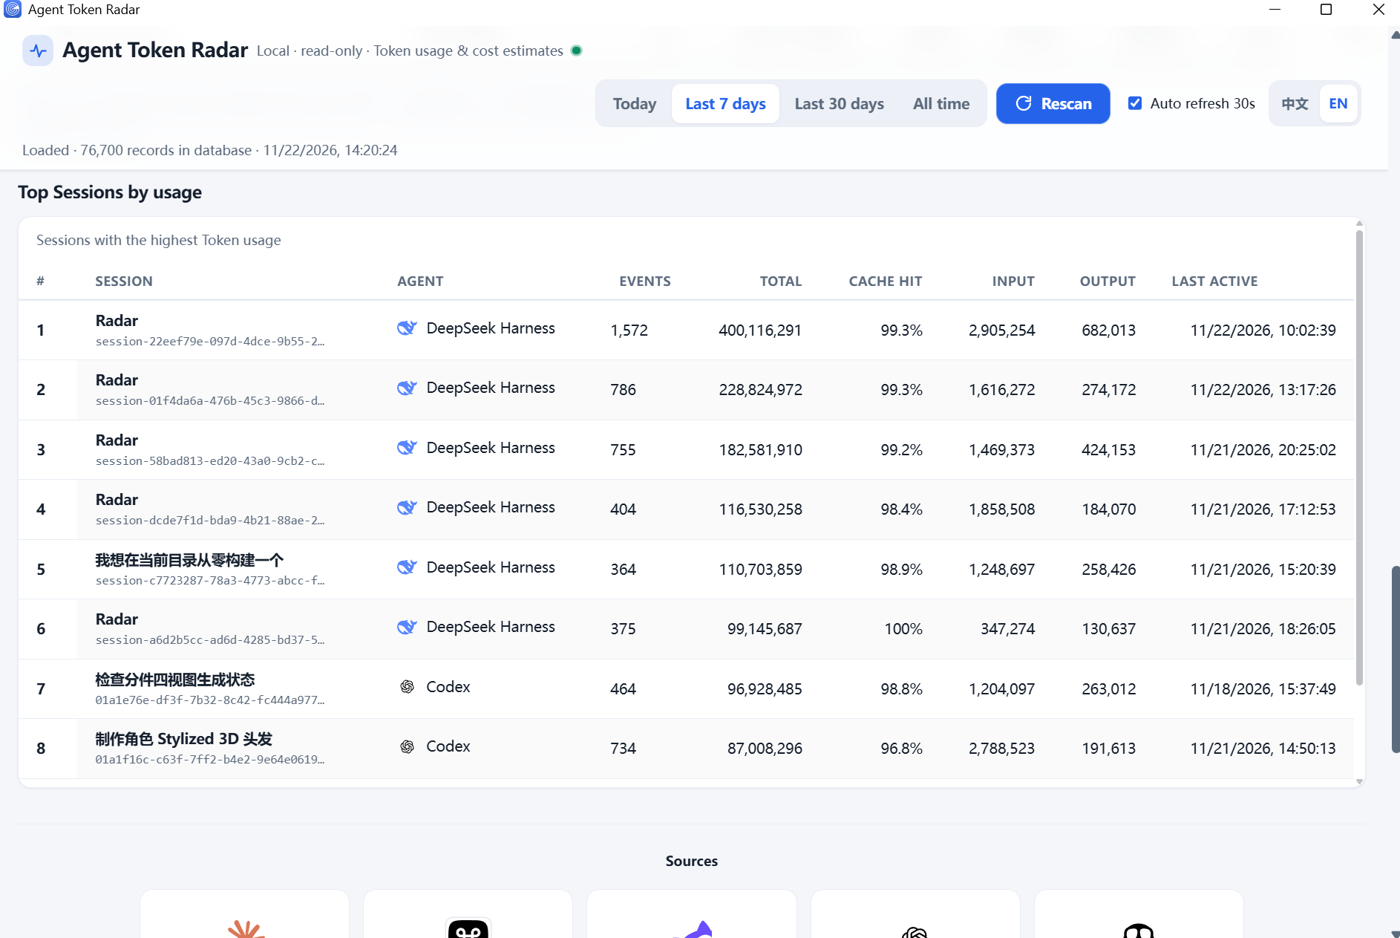 Agent Token Radar
Agent Token Radar Local · read-only · Token usage & cost estimates
Today Last 7 days Last 30 days All time Rescan Auto refresh 30s 中文 EN
Loaded · 76,700 records in database · 11/22/2026, 14:20:24
Top Sessions by usage
Sessions with the highest Token usage
# SESSION AGENT EVENTS TOTAL CACHE HIT INPUT OUTPUT LAST ACTIVE
1 Radar DeepSeek Harness 1,572 400,116,291 99.3% 2,905,254 682,013 11/22/2026, 10:02:39
session-22eef79e-097d-4dce-9b55-2…
2 Radar DeepSeek Harness 786 228,824,972 99.3% 1,616,272 274,172 11/22/2026, 13:17:26
session-01f4da6a-476b-45c3-9866-d…
3 Radar DeepSeek Harness 755 182,581,910 99.2% 1,469,373 424,153 11/21/2026, 20:25:02
session-58bad813-ed20-43a0-9cb2-c…
4 Radar DeepSeek Harness 404 116,530,258 98.4% 1,858,508 184,070 11/21/2026, 17:12:53
session-dcde7f1d-bda9-4b21-88ae-2…
5 我想在当前目录从零构建一个 DeepSeek Harness 364 110,703,859 98.9% 1,248,697 258,426 11/21/2026, 15:20:39
session-c7723287-78a3-4773-abcc-f…
6 Radar DeepSeek Harness 375 99,145,687 100% 347,274 130,637 11/21/2026, 18:26:05
session-a6d2b5cc-ad6d-4285-bd37-5…
7 检查分件四视图生成状态 Codex 464 96,928,485 98.8% 1,204,097 263,012 11/18/2026, 15:37:49
01a1e76e-df3f-7b32-8c42-fc444a977…
8 制作角色 Stylized 3D 头发 Codex 734 87,008,296 96.8% 2,788,523 191,613 11/21/2026, 14:50:13
01a1f16c-c63f-7ff2-b4e2-9e64e0619…
Sources